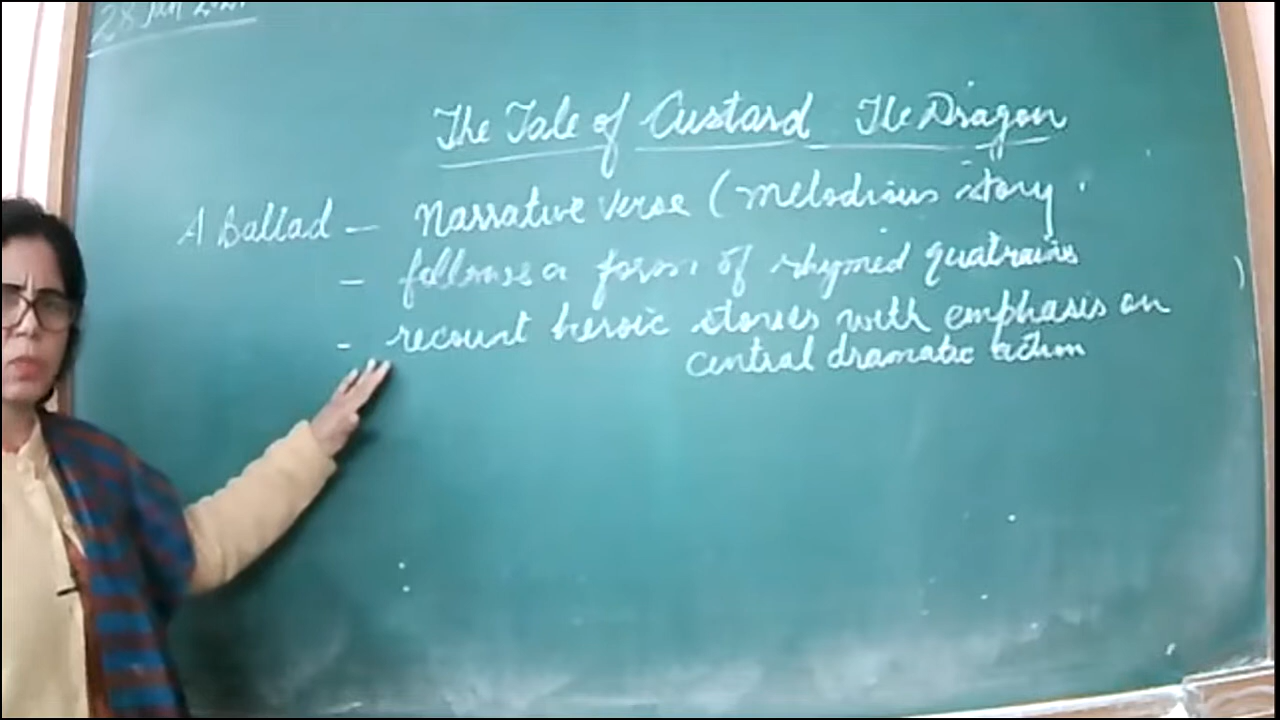 28 Jan
The Tale of Custard The Dragon
A Ballad — Narrative verse (melodious story.
— follows a form of rhymed quatrains )
- recount heroic stories with emphasis on
central dramatic action